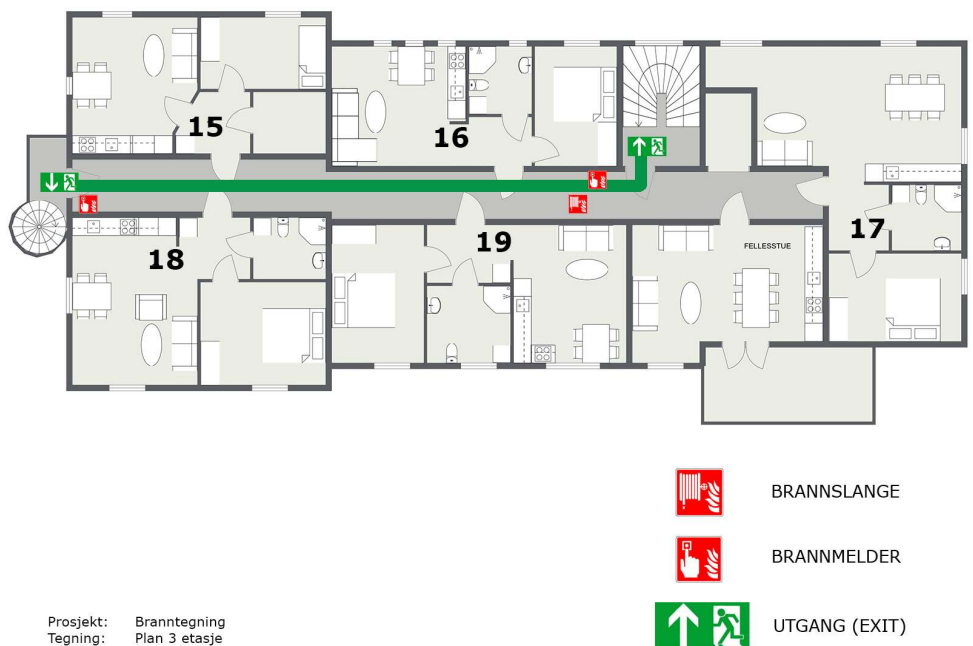 15
16
17
18
19
FELLESSTUE
BRANNSLANGE
BRANNMELDER
UTGANG (EXIT)
Prosjekt: Branntegning
Tegning: Plan 3 etasje